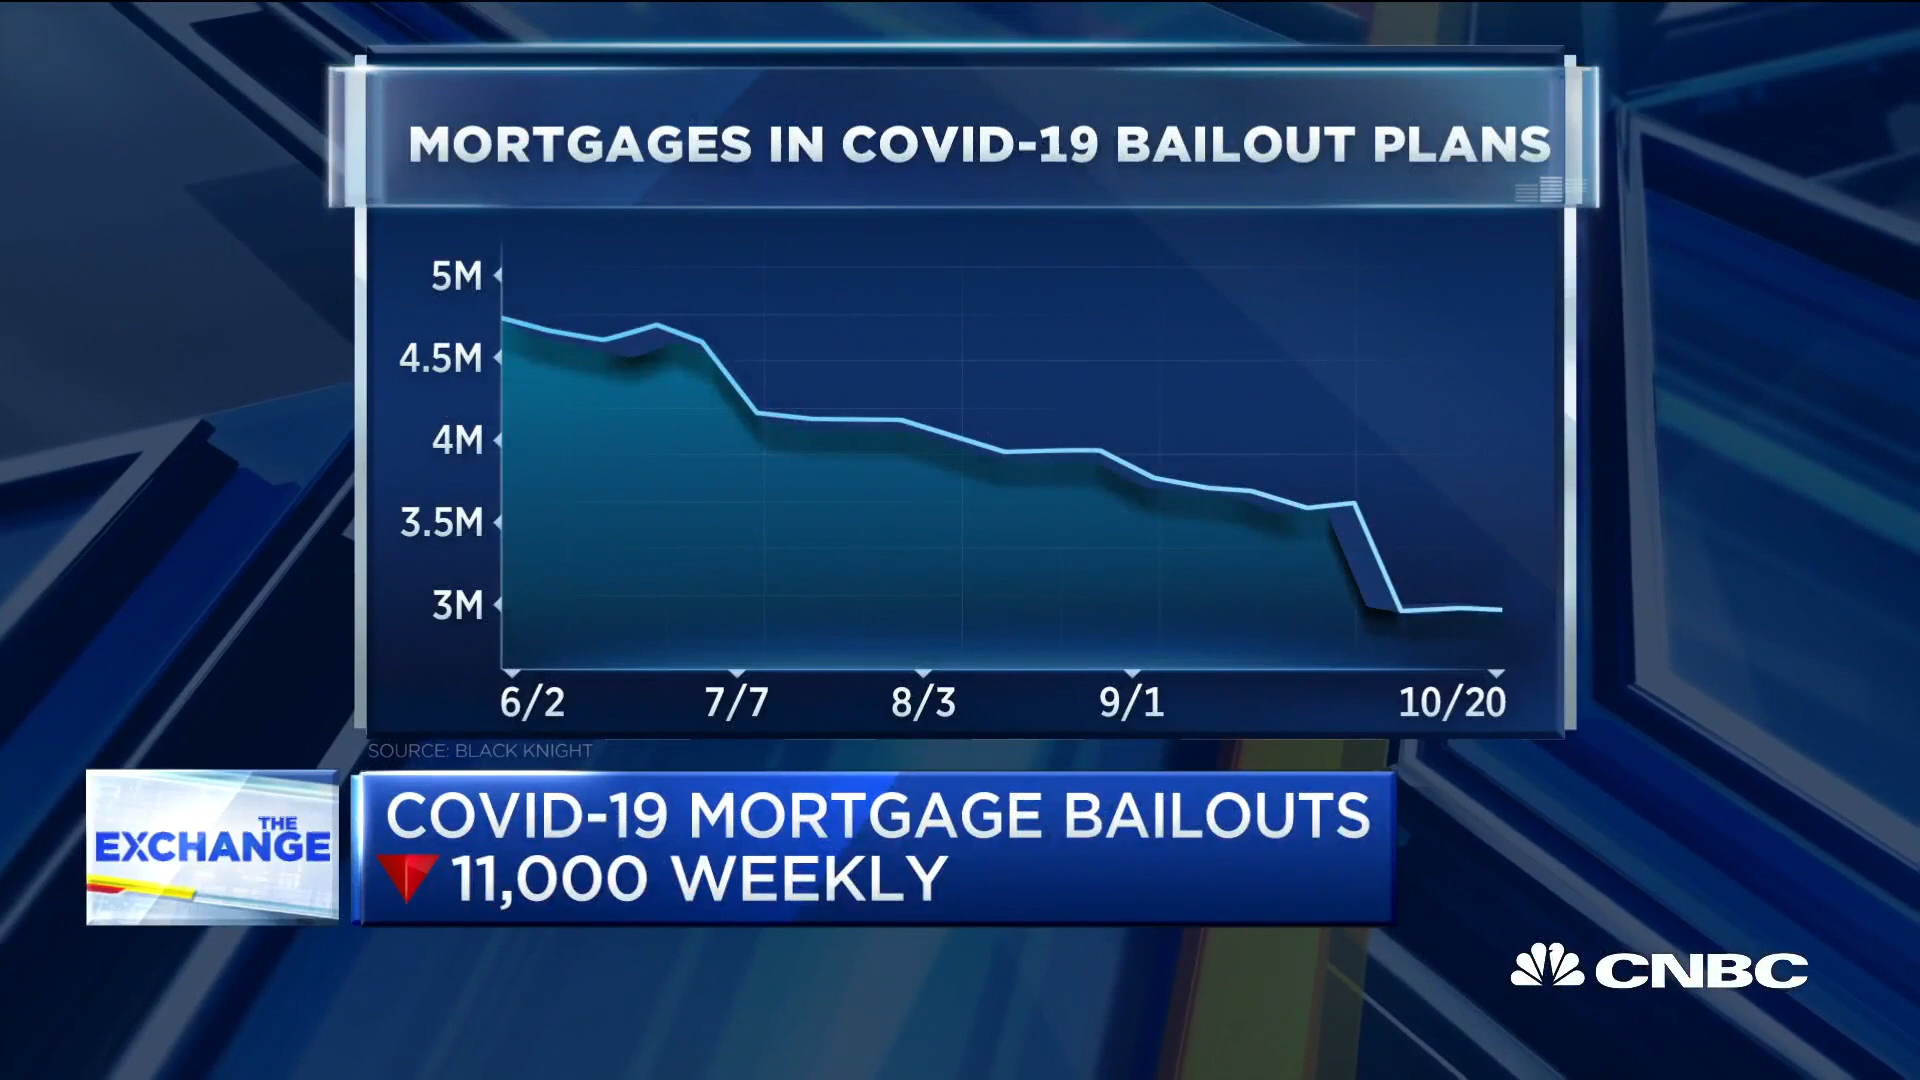 MORTGAGES IN COVID-19 BAILOUT PLANS
5M
4.5M
4M
3.5M
3M
6/2 7/7 8/3 9/1 10/20
SOURCE: BLACK KNIGHT
THE
EXCHANGE
COVID-19 MORTGAGE BAILOUTS
11,000 WEEKLY
CNBC